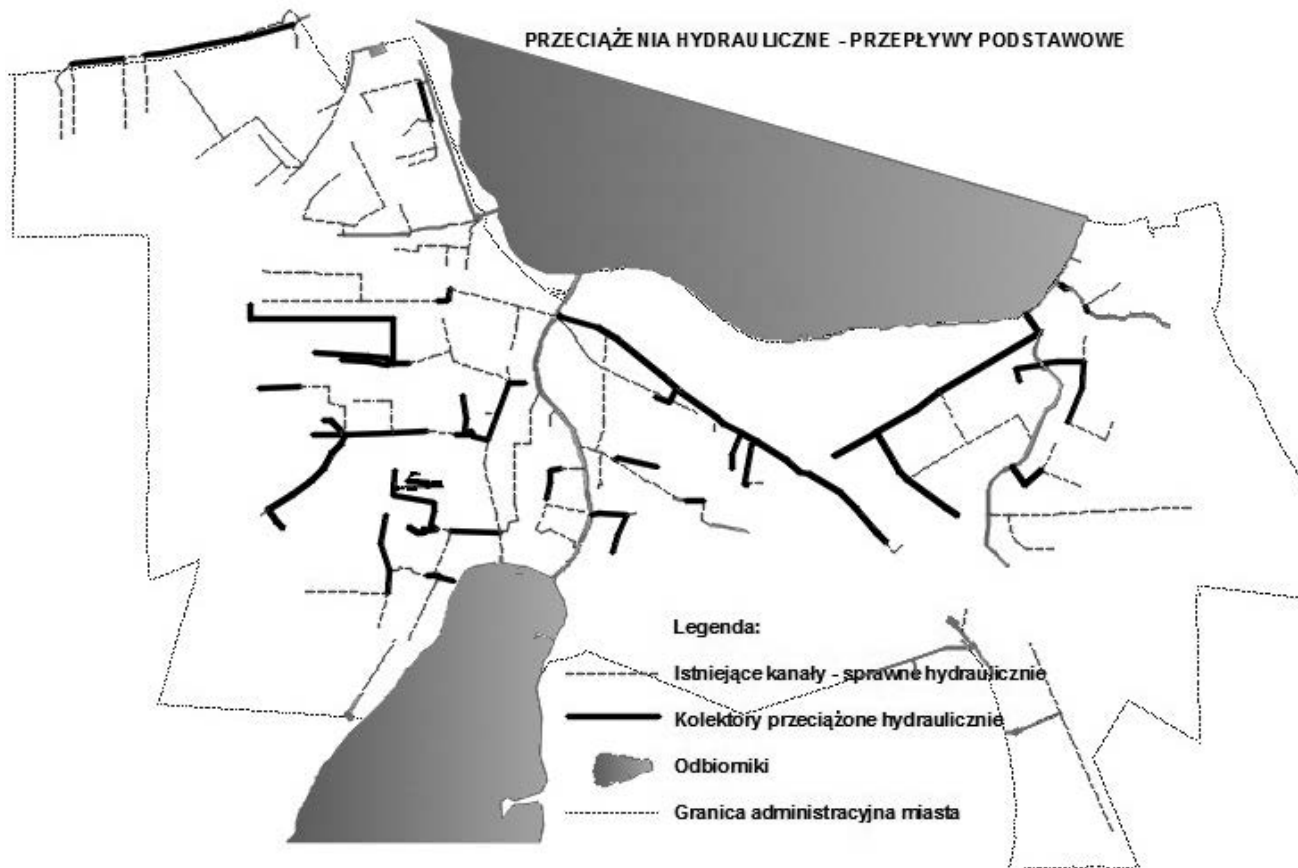 PRZECIĄŻENIA HYDRAULICZNE - PRZEPŁYWY PODSTAWOWE
Legenda:
Istniejące kanały - sprawne hydraulicznie
Kolektory przeciążone hydraulicznie
Odbiorniki
Granica administracyjna miasta